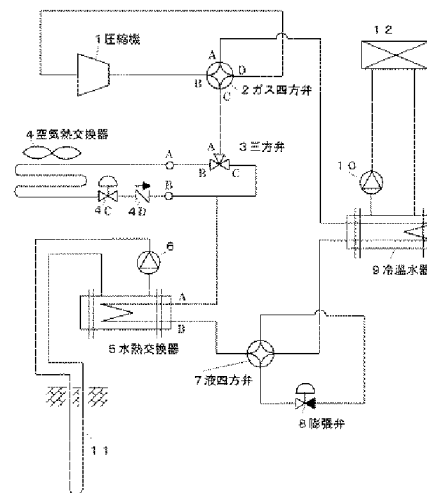 12
1圧縮機
A
B
D
C
2ガス四方弁
4空気熱交換器
A
3三方弁
A
B
C
B
4C
4D
10
6
9冷温水器
A
B
5水熱交換器
7液四方弁
8膨張弁
11